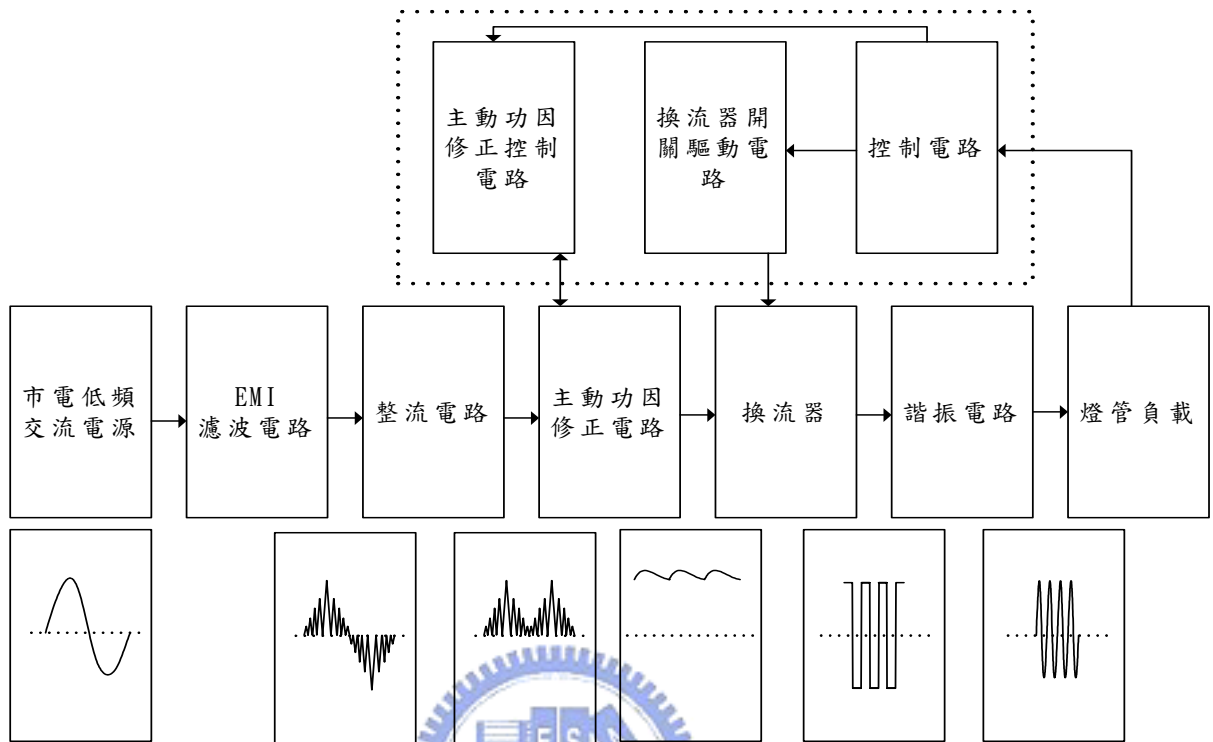 主動功因
修正控制
電路
換流器開
關驅動電
路
控制電路
市電低頻
交流電源
EMI
濾波電路
整流電路
主動功因
修正電路
換流器
諧振電路
燈管負載